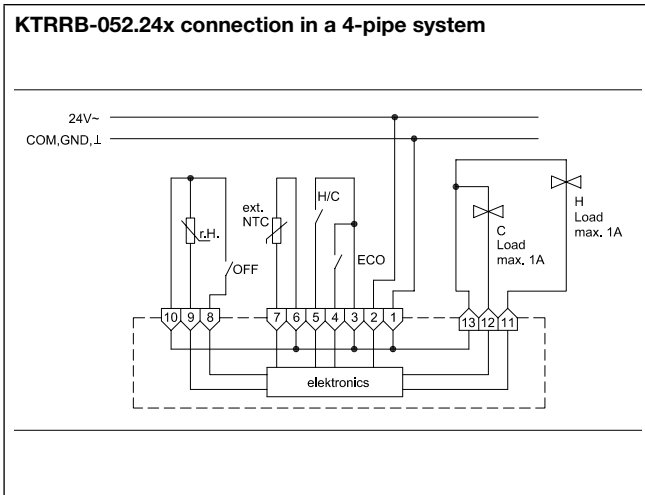 KTRRB-052.24x connection in a 4-pipe system
24V~
COM,GND,⊥
r.H.
OFF
ext.
NTC
H/C
ECO
C
Load
max. 1A
H
Load
max. 1A
10 9 8 7 6 5 4 3 2 1 13 12 11
elektronics